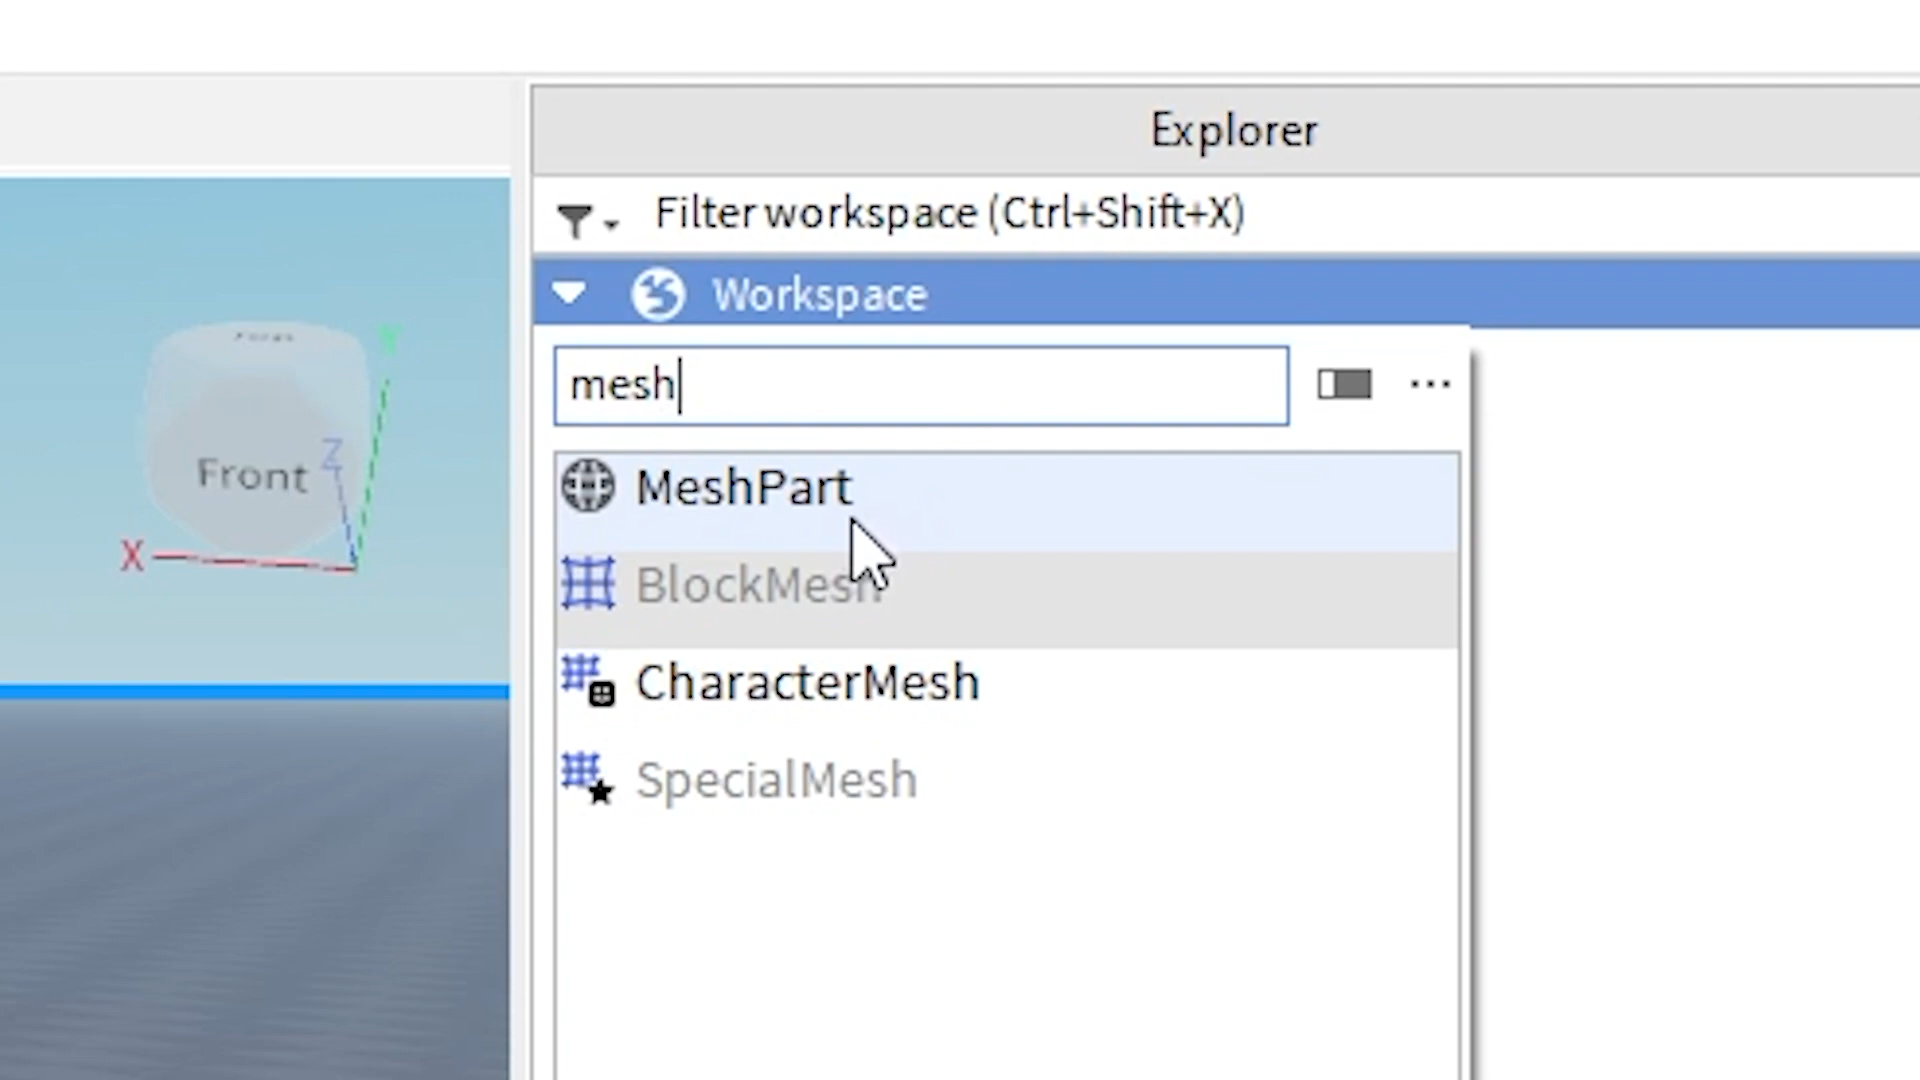 Explorer
Filter workspace (Ctrl+Shift+X)
Workspace
mesh
...
MeshPart
BlockMesh
CharacterMesh
SpecialMesh
Y
Z
Front
X